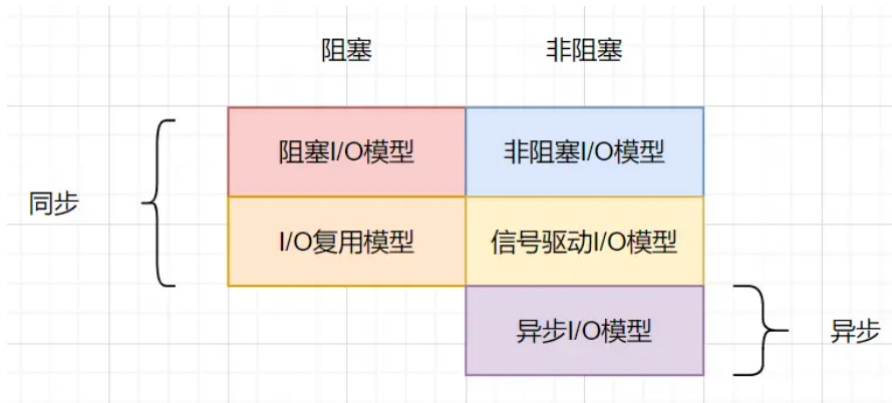 阻塞
非阻塞
阻塞I/O模型
非阻塞I/O模型
同步
I/O复用模型
信号驱动I/O模型
异步I/O模型
异步